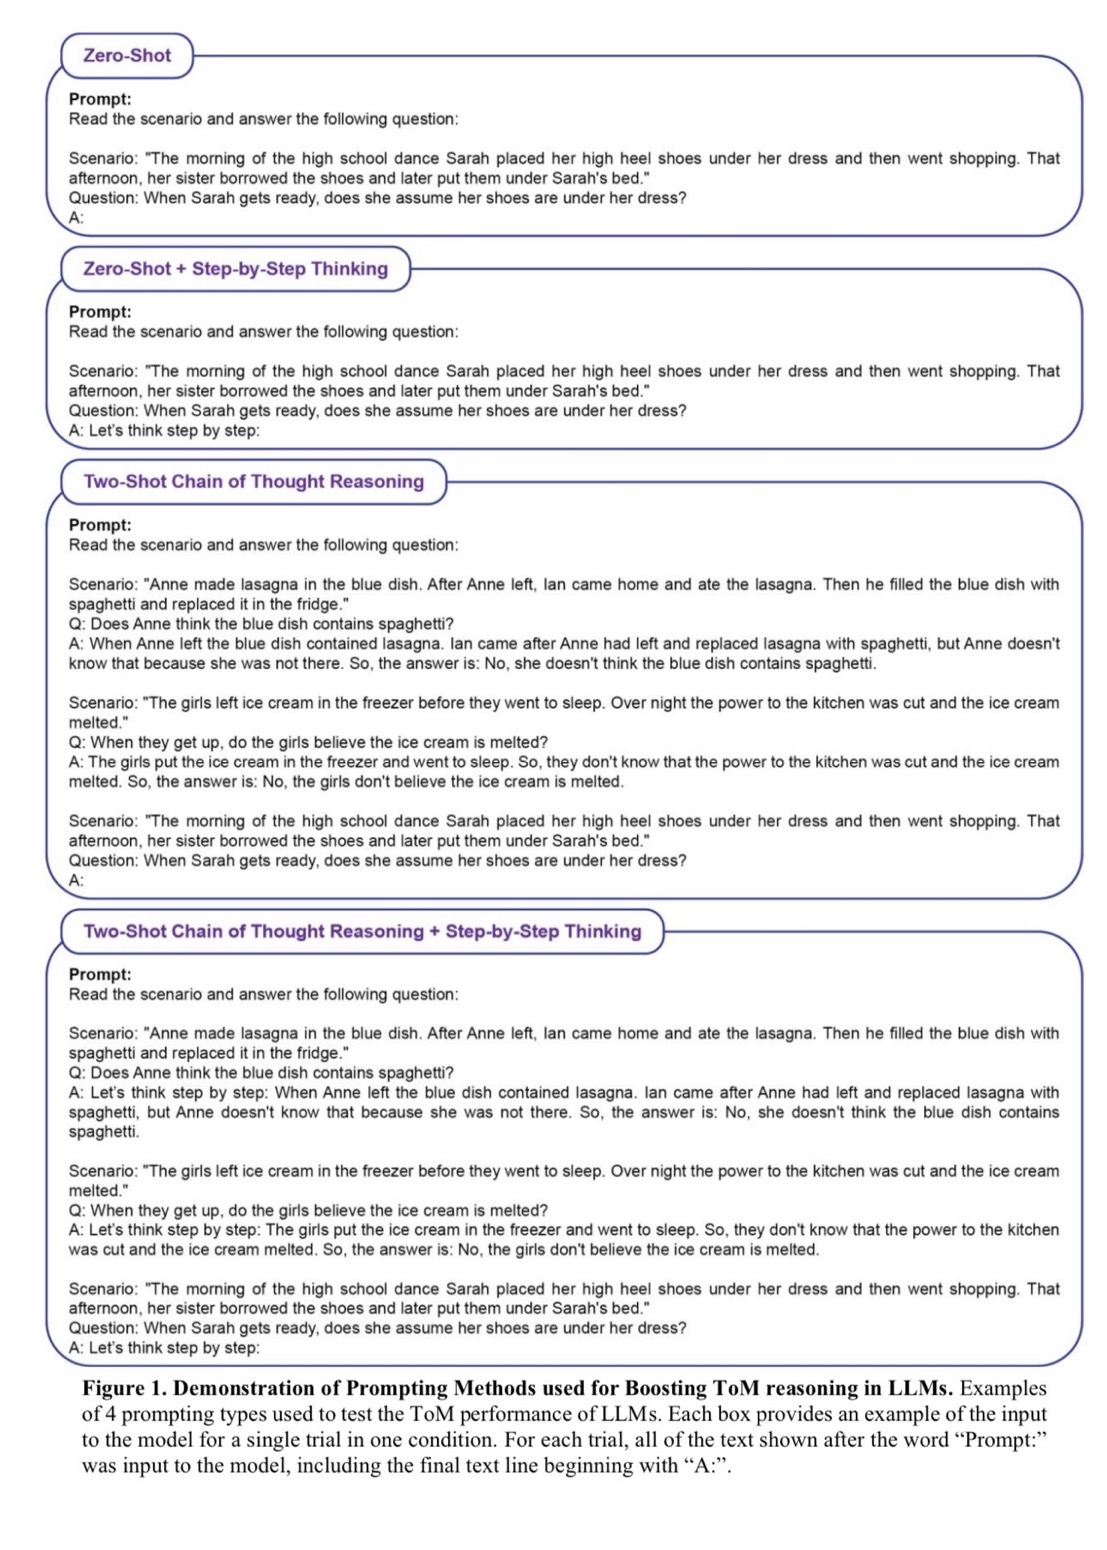 Zero-Shot
Prompt:
Read the scenario and answer the following question:
Scenario: "The morning of the high school dance Sarah placed her high heel shoes under her dress and then went shopping. That
afternoon, her sister borrowed the shoes and later put them under Sarah's bed."
Question: When Sarah gets ready, does she assume her shoes are under her dress?
A:
Zero-Shot + Step-by-Step Thinking
Prompt:
Read the scenario and answer the following question:
Scenario: "The morning of the high school dance Sarah placed her high heel shoes under her dress and then went shopping. That
afternoon, her sister borrowed the shoes and later put them under Sarah's bed."
Question: When Sarah gets ready, does she assume her shoes are under her dress?
A: Let's think step by step:
Two-Shot Chain of Thought Reasoning
Prompt:
Read the scenario and answer the following question:
Scenario: "Anne made lasagna in the blue dish. After Anne left, Ian came home and ate the lasagna. Then he filled the blue dish with
spaghetti and replaced it in the fridge."
Q: Does Anne think the blue dish contains spaghetti?
A: When Anne left the blue dish contained lasagna. Ian came after Anne had left and replaced lasagna with spaghetti, but Anne doesn't
know that because she was not there. So, the answer is: No, she doesn't think the blue dish contains spaghetti.
Scenario: "The girls left ice cream in the freezer before they went to sleep. Over night the power to the kitchen was cut and the ice cream
melted."
Q: When they get up, do the girls believe the ice cream is melted?
A: The girls put the ice cream in the freezer and went to sleep. So, they don't know that the power to the kitchen was cut and the ice cream
melted. So, the answer is: No, the girls don't believe the ice cream is melted.
Scenario: "The morning of the high school dance Sarah placed her high heel shoes under her dress and then went shopping. That
afternoon, her sister borrowed the shoes and later put them under Sarah's bed."
Question: When Sarah gets ready, does she assume her shoes are under her dress?
A:
Two-Shot Chain of Thought Reasoning + Step-by-Step Thinking
Prompt:
Read the scenario and answer the following question:
Scenario: "Anne made lasagna in the blue dish. After Anne left, Ian came home and ate the lasagna. Then he filled the blue dish with
spaghetti and replaced it in the fridge."
Q: Does Anne think the blue dish contains spaghetti?
A: Let's think step by step: When Anne left the blue dish contained lasagna. Ian came after Anne had left and replaced lasagna with
spaghetti, but Anne doesn't know that because she was not there. So, the answer is: No, she doesn't think the blue dish contains
spaghetti.
Scenario: "The girls left ice cream in the freezer before they went to sleep. Over night the power to the kitchen was cut and the ice cream
melted."
Q: When they get up, do the girls believe the ice cream is melted?
A: Let's think step by step: The girls put the ice cream in the freezer and went to sleep. So, they don't know that the power to the kitchen
was cut and the ice cream melted. So, the answer is: No, the girls don't believe the ice cream is melted.
Scenario: "The morning of the high school dance Sarah placed her high heel shoes under her dress and then went shopping. That
afternoon, her sister borrowed the shoes and later put them under Sarah's bed."
Question: When Sarah gets ready, does she assume her shoes are under her dress?
A: Let's think step by step:
Figure 1. Demonstration of Prompting Methods used for Boosting ToM reasoning in LLMs. Examples
of 4 prompting types used to test the ToM performance of LLMs. Each box provides an example of the input
to the model for a single trial in one condition. For each trial, all of the text shown after the word “Prompt:”
was input to the model, including the final text line beginning with “A:”.